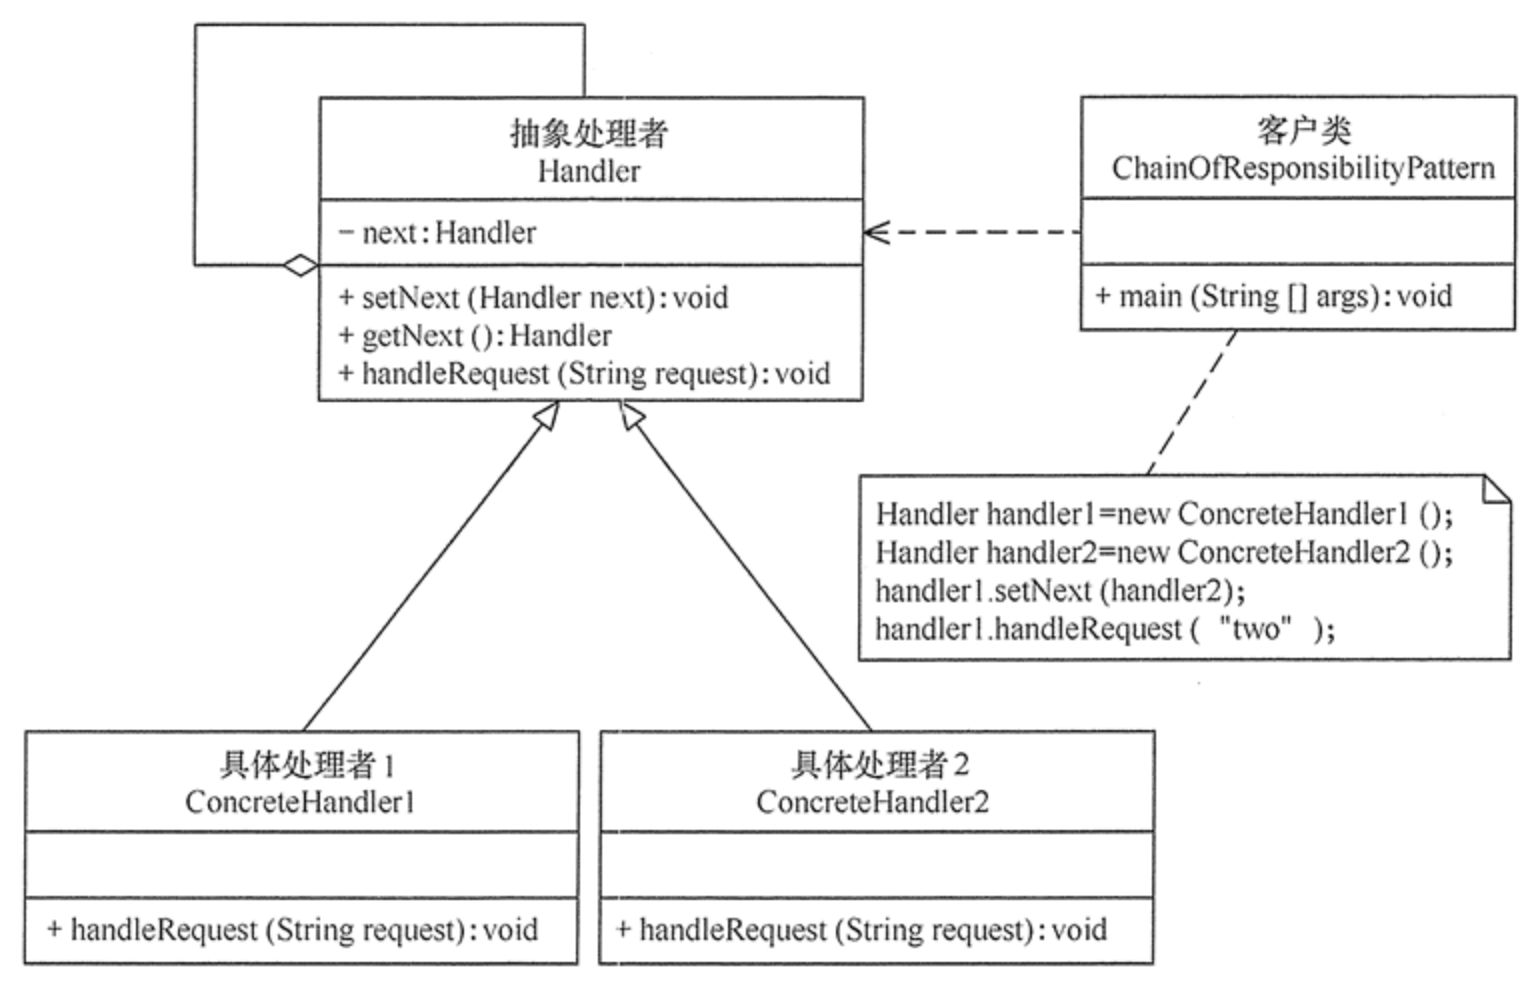 抽象处理者
Handler
- next:Handler
+ setNext (Handler next):void
+ getNext ():Handler
+ handleRequest (String request):void
客户类
ChainOfResponsibilityPattern
+ main (String [] args):void
Handler handler1=new ConcreteHandler1 ();
Handler handler2=new ConcreteHandler2 ();
handler1.setNext (handler2);
handler1.handleRequest ( "two" );
具体处理者1
ConcreteHandler1
+ handleRequest (String request):void
具体处理者2
ConcreteHandler2
+ handleRequest (String request):void